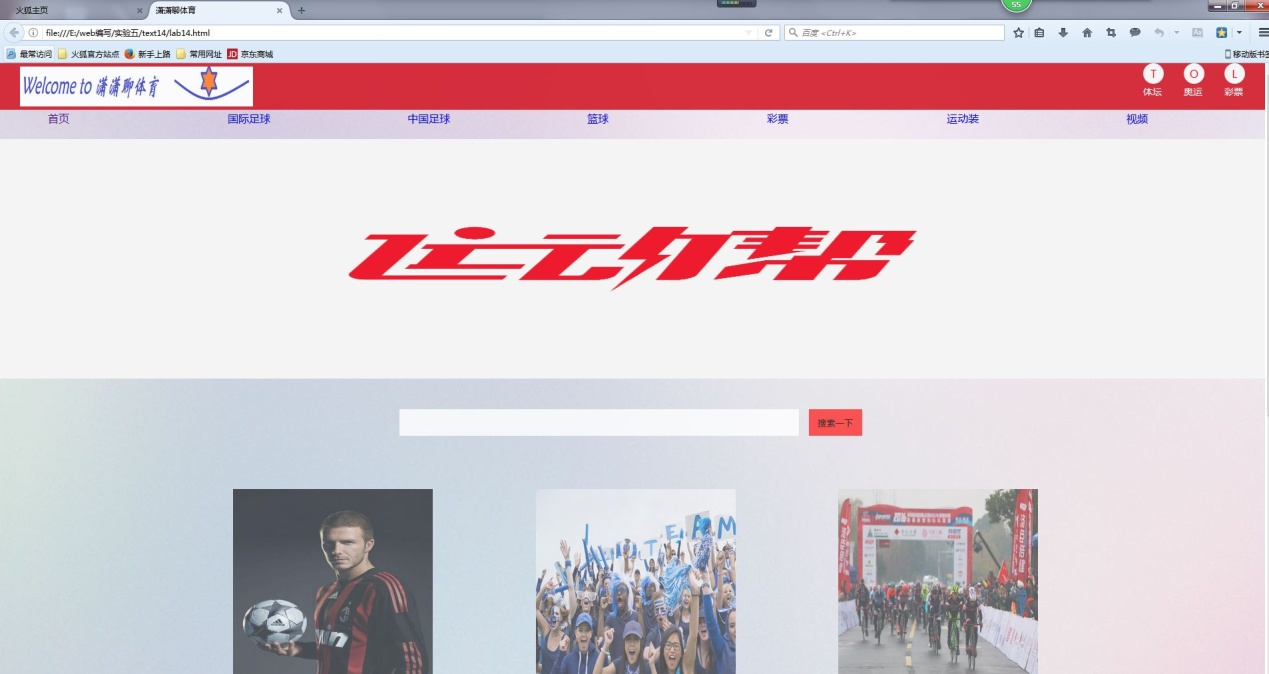 火狐主页
潇潇聊体育
55
file:///E:/web编写/实验五/text14/lab14.html
百度 <Ctrl+K>
最常访问 火狐官方站点 新手上路 常用网址 JD 京东商城
移动版书签
Welcome to 潇潇聊体育
T O L
体坛 奥运 彩票
首页 国际足球 中国足球 篮球 彩票 运动装 视频
运动帮
搜索一下
TEAM
2016